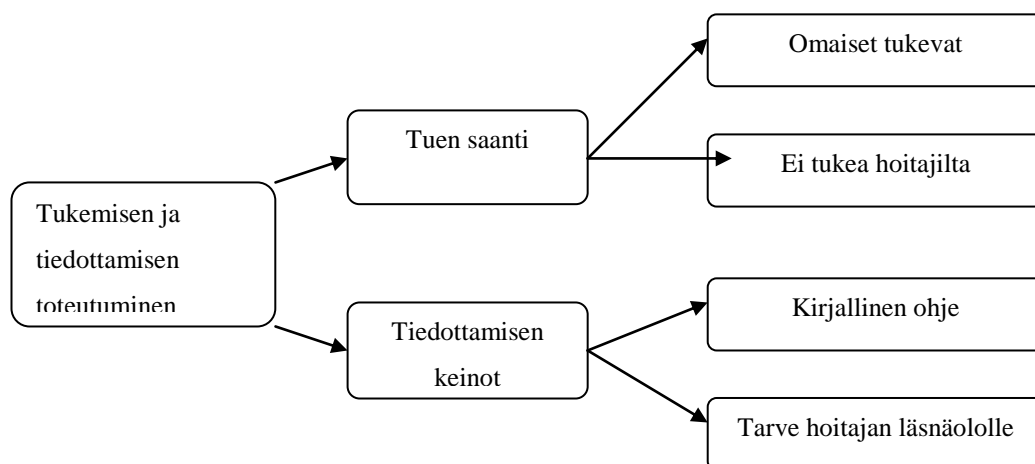 Tukemisen ja
tiedottamisen
toteutuminen
Tuen saanti
Omaiset tukevat
Ei tukea hoitajilta
Tiedottamisen
keinot
Kirjallinen ohje
Tarve hoitajan läsnäololle